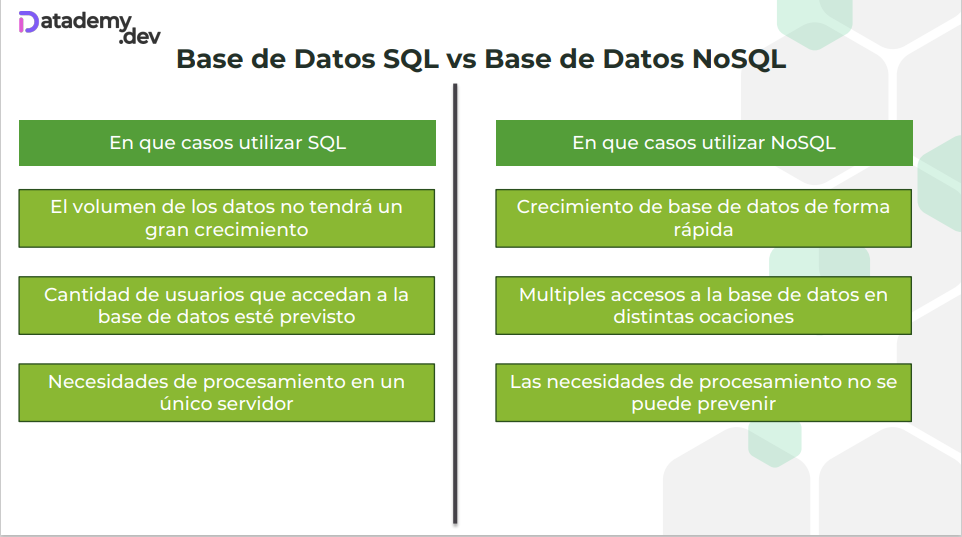 Datademy
.dev
Base de Datos SQL vs Base de Datos NoSQL
En que casos utilizar SQL
El volumen de los datos no tendrá un
gran crecimiento
Cantidad de usuarios que accedan a la
base de datos esté previsto
Necesidades de procesamiento en un
único servidor
En que casos utilizar NoSQL
Crecimiento de base de datos de forma
rápida
Multiples accesos a la base de datos en
distintas ocaciones
Las necesidades de procesamiento no se
puede prevenir